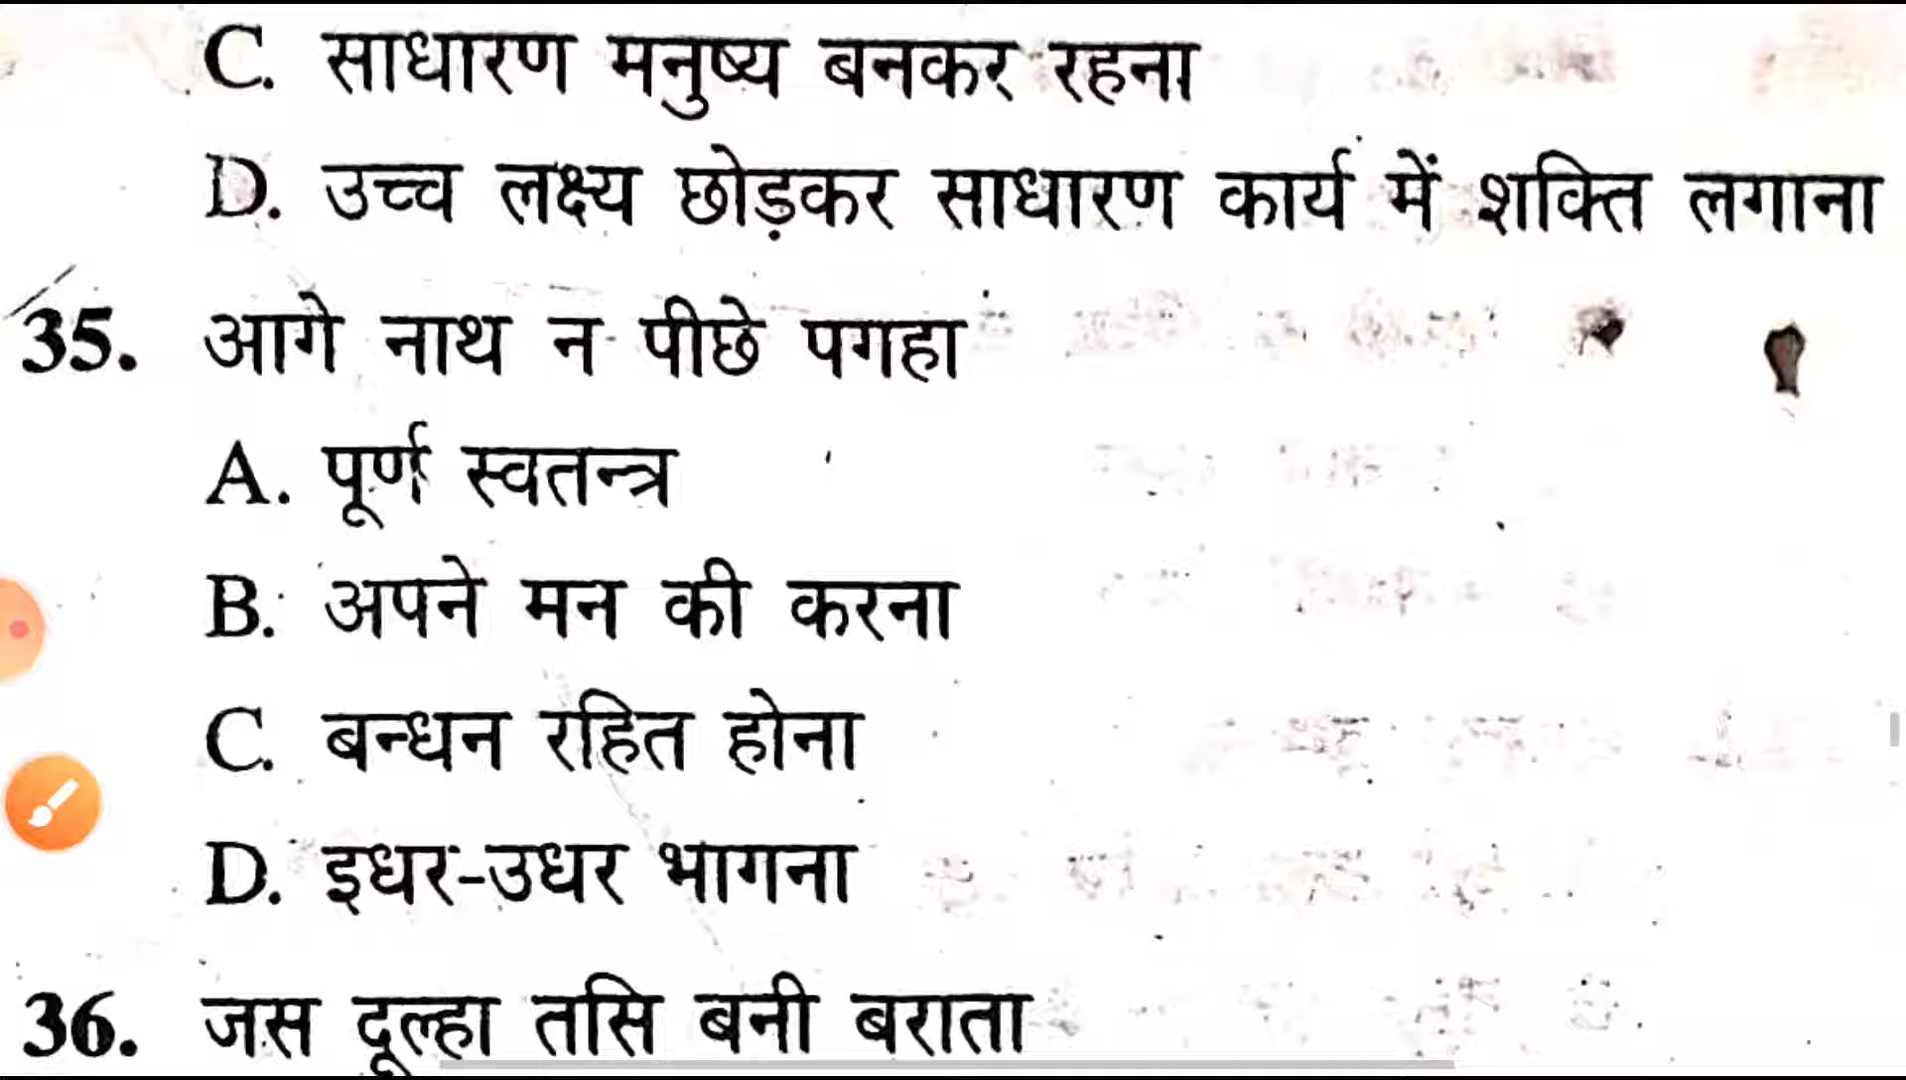 C. साधारण मनुष्य बनकर रहना
D. उच्च लक्ष्य छोड़कर साधारण कार्य में शक्ति लगाना
35. आगे नाथ न पीछे पगहा
A. पूर्ण स्वतन्त्र
B. अपने मन की करना
C. बन्धन रहित होना
D. इधर-उधर भागना
36. जस दूल्हा तसि बनी बराता